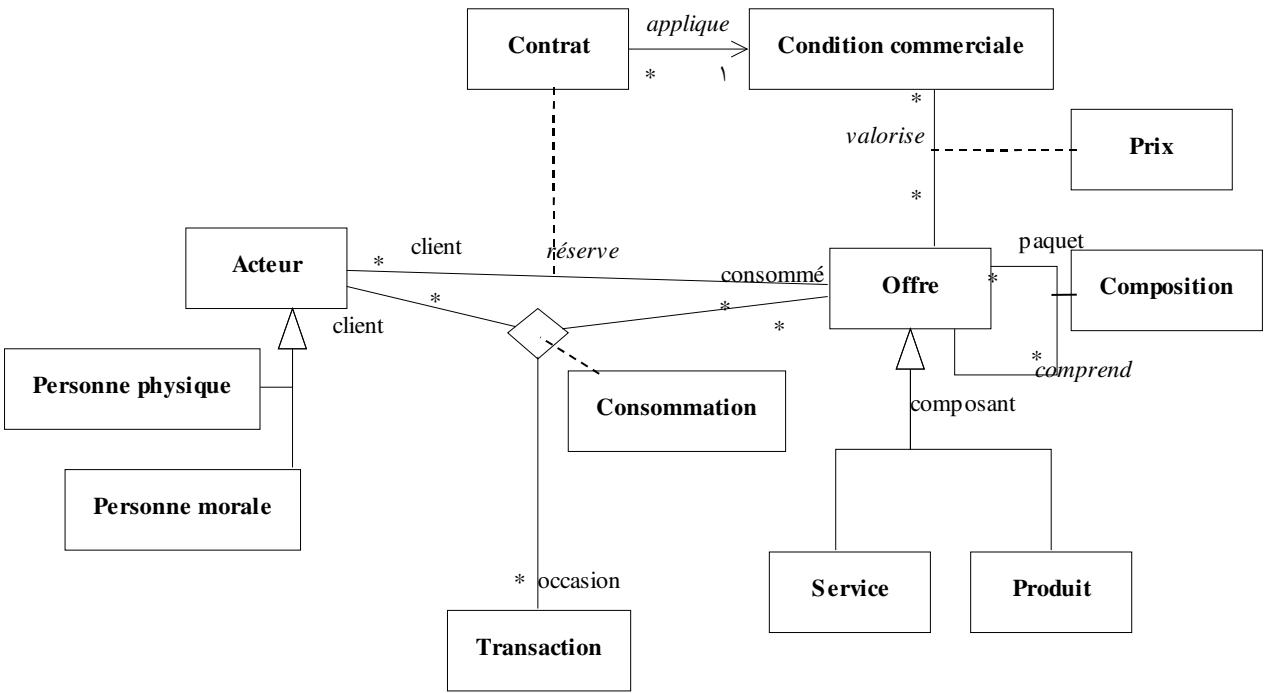 applique
Contrat
Condition commerciale
* ١
*
valorise
Prix
*
client
réserve
paquet
Acteur
*
consommé
Offre
*
Composition
*
*
client
*
*
comprend
Personne physique
Consommation
composant
Personne morale
* occasion
Service
Produit
Transaction